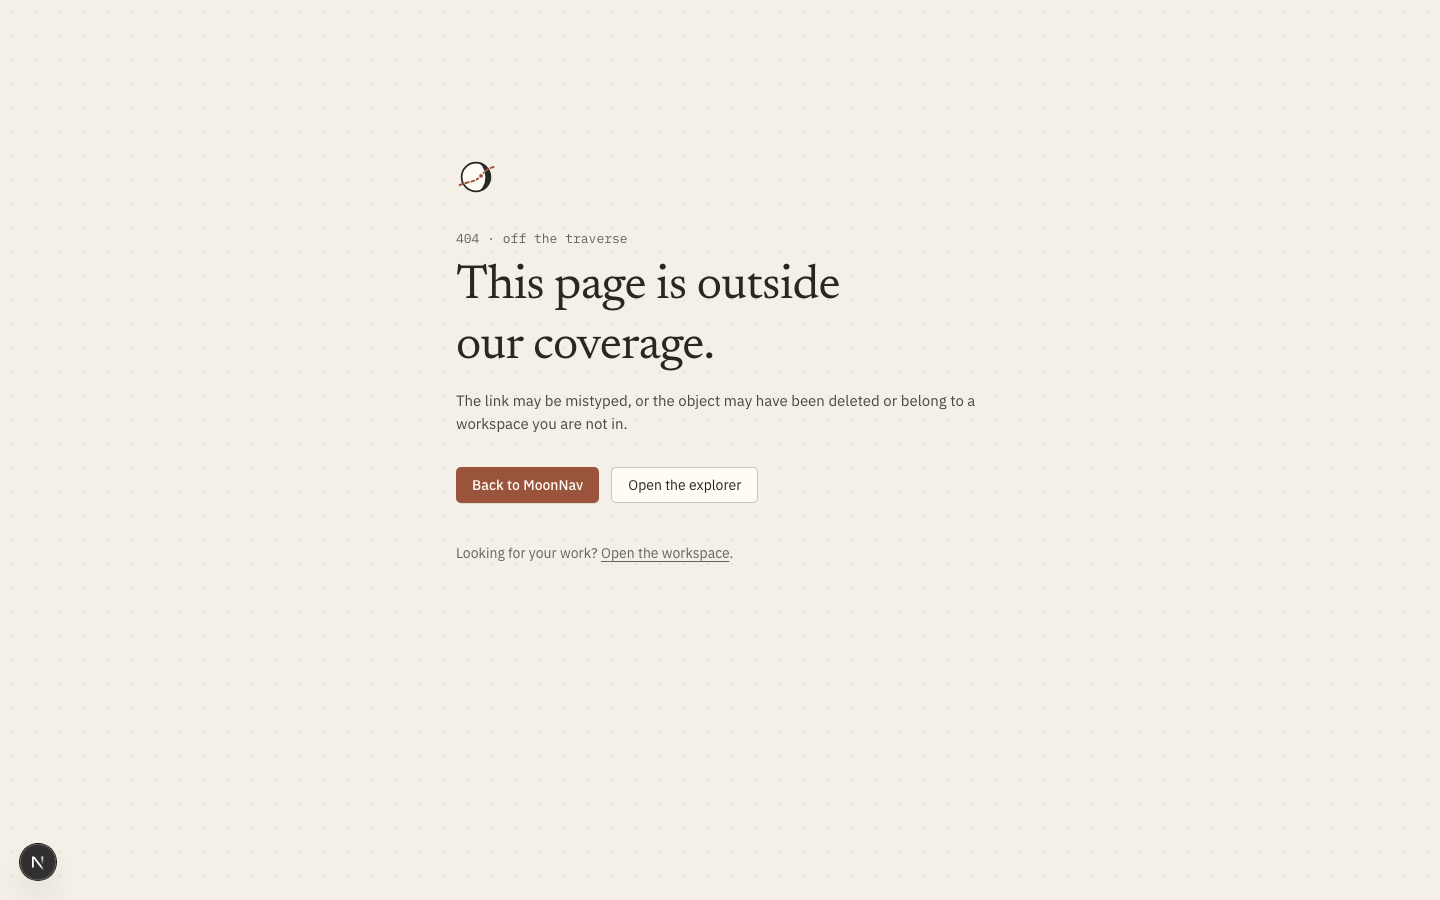 404 · off the traverse
This page is outside
our coverage.
The link may be mistyped, or the object may have been deleted or belong to a
workspace you are not in.
Back to MoonNav
Open the explorer
Looking for your work? Open the workspace.
N